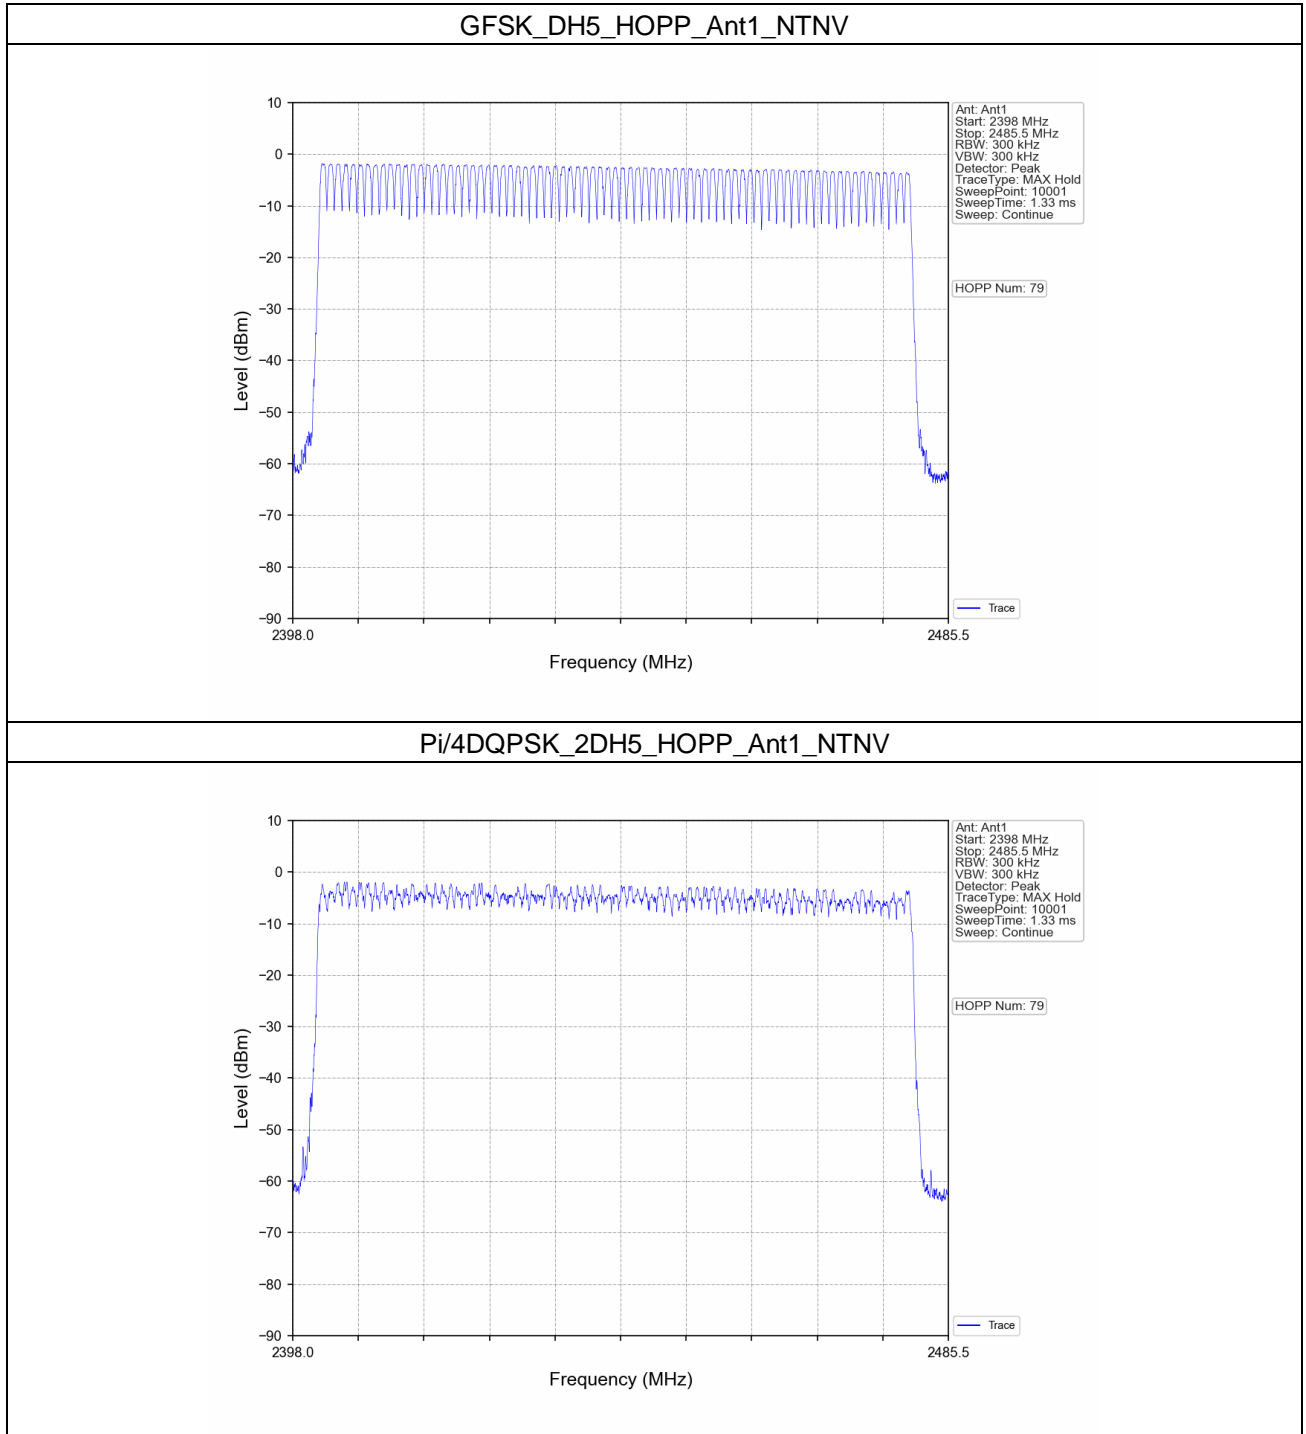 GFSK_DH5_HOPP_Ant1_NTNV
10
0
−10
−20
−30
−40
−50
−60
−70
−80
−90
Level (dBm)
2398.0
2485.5
Frequency (MHz)
Ant: Ant1
Start: 2398 MHz
Stop: 2485.5 MHz
RBW: 300 kHz
VBW: 300 kHz
Detector: Peak
TraceType: MAX Hold
SweepPoint: 10001
SweepTime: 1.33 ms
Sweep: Continue
HOPP Num: 79
Trace
Pi/4DQPSK_2DH5_HOPP_Ant1_NTNV
10
0
−10
−20
−30
−40
−50
−60
−70
−80
−90
Level (dBm)
2398.0
2485.5
Frequency (MHz)
Ant: Ant1
Start: 2398 MHz
Stop: 2485.5 MHz
RBW: 300 kHz
VBW: 300 kHz
Detector: Peak
TraceType: MAX Hold
SweepPoint: 10001
SweepTime: 1.33 ms
Sweep: Continue
HOPP Num: 79
Trace